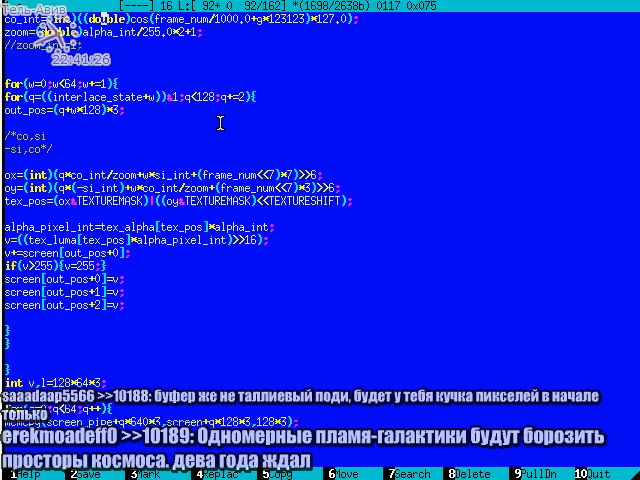 Тель-Авив [----] 16 L:[ 92+ 0 92/162] *(1698/2638b) 0117 0x075
co_int=(int)((double)cos(frame_num/1000.0+g*123123)*127.0);
zoom=(double)alpha_int/255.0*2+1;
//zoom_int=1;
22:41:26
for(w=0;w<64;w+=1){
for(q=((interlace_state+w))&1;q<128;q+=2){
out_pos=(q+w*128)*3;
/*co,si
-si,co*/
ox=(int)(q*co_int/zoom+w*si_int+(frame_num<<7)*7)>>6;
oy=(int)(q*(-si_int)+w*co_int/zoom+(frame_num<<7)*3)>>6;
tex_pos=(ox&TEXTUREMASK)|((oy&TEXTUREMASK)<<TEXTURESHIFT);
alpha_pixel_int=tex_alpha[tex_pos]*alpha_int;
v=((tex_luma[tex_pos]*alpha_pixel_int)>>16);
v+=screen[out_pos+0];
if(v>255){v=255;}
screen[out_pos+0]=v;
screen[out_pos+1]=v;
screen[out_pos+2]=v;
}
}
}
int v,l=128*64*3;
saaadaap5566 >>10188: буфер же не таллиевый поди, будет у тебя кучка пикселей в начале
только
for(q=0;q<64;q++){
memcpy(screen_pipe+q*640*3,screen+q*128*3,128*3);
erekmoadeff0 >>10189: Одномерные пламя-галактики будут бороздить
просторы космоса. дева года ждал
1Help 2Save 3Mark 4Replac 5Copy 6Move 7Search 8Delete 9PullDn 10Quit